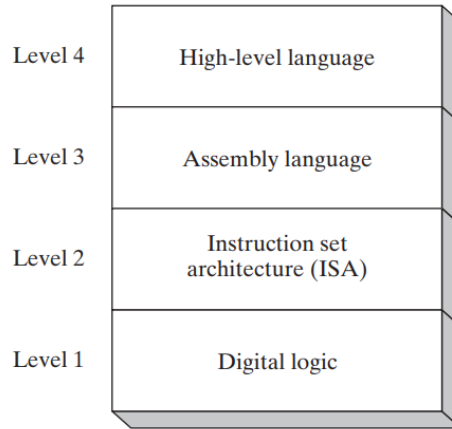 Level 4
High-level language
Level 3
Assembly language
Level 2
Instruction set
architecture (ISA)
Level 1
Digital logic